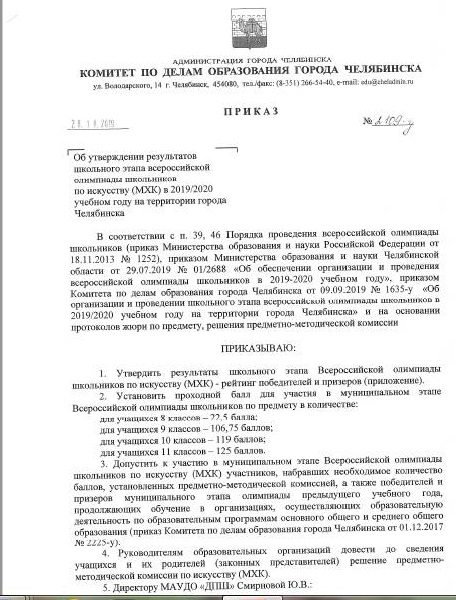 АДМИНИСТРАЦИЯ ГОРОДА ЧЕЛЯБИНСКА
КОМИТЕТ ПО ДЕЛАМ ОБРАЗОВАНИЯ ГОРОДА ЧЕЛЯБИНСКА
ул. Володарского, 14 г. Челябинск, 454080, тел./факс: (8-351) 266-54-40, e-mail: edu@cheladmin.ru
ПРИКАЗ
№ 2109-у
Об утверждении результатов
школьного этапа всероссийской
олимпиады школьников
по искусству (МХК) в 2019/2020
учебном году на территории города
Челябинска
В соответствии с п. 39, 46 Порядка проведения всероссийской олимпиады
школьников (приказ Министерства образования и науки Российской Федерации от
18.11.2013 № 1252), приказом Министерства образования и науки Челябинской
области от 29.07.2019 № 01/2688 «Об обеспечении организации и проведения
всероссийской олимпиады школьников в 2019-2020 учебном году», приказом
Комитета по делам образования города Челябинска от 09.09.2019 № 1635-у «Об
организации и проведении школьного этапа всероссийской олимпиады школьников в
2019/2020 учебном году на территории города Челябинска» и на основании
протоколов жюри по предмету, решения предметно-методической комиссии
ПРИКАЗЫВАЮ:
1. Утвердить результаты школьного этапа Всероссийской олимпиады
школьников по искусству (МХК) - рейтинг победителей и призеров (приложение).
2. Установить проходной балл для участия в муниципальном этапе
Всероссийской олимпиады школьников по предмету в количестве:
для учащихся 8 классов – 22,5 балла;
для учащихся 9 классов – 106,75 баллов;
для учащихся 10 классов – 119 баллов;
для учащихся 11 классов – 125 баллов.
3. Допустить к участию в муниципальном этапе Всероссийской олимпиады
школьников по искусству (МХК) участников, набравших необходимое количество
баллов, установленных предметно-методической комиссией, а также победителей и
призеров муниципального этапа олимпиады предыдущего учебного года,
продолжающих обучение в организациях, осуществляющих образовательную
деятельность по образовательным программам основного общего и среднего общего
образования (приказ Комитета по делам образования города Челябинска от 01.12.2017
№ 2225-у).
4. Руководителям образовательных организаций довести до сведения
учащихся и их родителей (законных представителей) решение предметно-
методической комиссии по искусству (МХК).
5. Директору МАУДО «ДПШ» Смирновой Ю.В.: